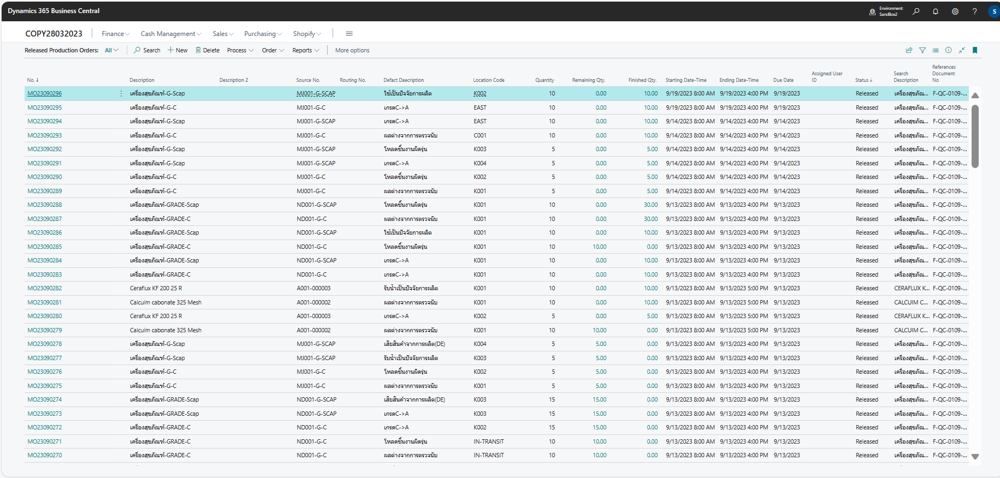 Dynamics 365 Business Central
Environment:
SandBox2
?
S
COPY28032023 Finance Cash Management Sales Purchasing Shopify
Released Production Orders: All Search New Delete Process Order Reports More options
No. ↓ Description Description 2 Source No. Routing No. Defact Daecription Location Code Quantity Remaining Qty. Finished Qty. Starting Date-Time Ending Date-Time Due Date Assigned User ID Status ↓ Search Description References Document No
MO23090296 เครื่องสุขภัณฑ์-G-Scap MJ001-G-SCAP ใช้เป็นปัจจัยการผลิต K002 10 0.00 10.00 9/19/2023 8:00 AM 9/19/2023 4:00 PM 9/19/2023 Released เครื่องสุขภัณ... F-QC-0109-...
MO23090295 เครื่องสุขภัณฑ์-G-C MJ001-G-C เกรดC->A EAST 10 0.00 10.00 9/19/2023 8:00 AM 9/19/2023 4:00 PM 9/19/2023 Released เครื่องสุขภัณ... F-QC-0109-...
MO23090294 เครื่องสุขภัณฑ์-G-Scap MJ001-G-SCAP เกรดC->A EAST 10 0.00 10.00 9/14/2023 8:00 AM 9/14/2023 4:00 PM 9/14/2023 Released เครื่องสุขภัณ... F-QC-0109-...
MO23090293 เครื่องสุขภัณฑ์-G-C MJ001-G-C ผลต่างจากการตรวจนับ C001 10 0.00 10.00 9/14/2023 8:00 AM 9/14/2023 4:00 PM 9/14/2023 Released เครื่องสุขภัณ... F-QC-0109-...
MO23090292 เครื่องสุขภัณฑ์-G-Scap MJ001-G-SCAP โหลดชิ้นงานผิดรุ่น K003 5 0.00 5.00 9/14/2023 8:00 AM 9/14/2023 4:00 PM 9/14/2023 Released เครื่องสุขภัณ... F-QC-0109-...
MO23090291 เครื่องสุขภัณฑ์-G-Scap MJ001-G-SCAP เกรดC->A K004 5 0.00 5.00 9/14/2023 8:00 AM 9/14/2023 4:00 PM 9/14/2023 Released เครื่องสุขภัณ... F-QC-0109-...
MO23090290 เครื่องสุขภัณฑ์-G-C MJ001-G-C โหลดชิ้นงานผิดรุ่น K002 5 0.00 5.00 9/14/2023 8:00 AM 9/14/2023 4:00 PM 9/14/2023 Released เครื่องสุขภัณ... F-QC-0109-...
MO23090289 เครื่องสุขภัณฑ์-G-C MJ001-G-C ผลต่างจากการตรวจนับ K001 5 0.00 5.00 9/14/2023 8:00 AM 9/14/2023 4:00 PM 9/14/2023 Released เครื่องสุขภัณ... F-QC-0109-...
MO23090288 เครื่องสุขภัณฑ์-GRADE-Scap ND001-G-SCAP โหลดชิ้นงานผิดรุ่น K001 10 0.00 30.00 9/13/2023 8:00 AM 9/13/2023 4:00 PM 9/13/2023 Released เครื่องสุขภัณ... F-QC-0109-...
MO23090287 เครื่องสุขภัณฑ์-GRADE-C ND001-G-C ผลต่างจากการตรวจนับ K001 10 0.00 30.00 9/13/2023 8:00 AM 9/13/2023 4:00 PM 9/13/2023 Released เครื่องสุขภัณ... F-QC-0109-...
MO23090286 เครื่องสุขภัณฑ์-GRADE-Scap ND001-G-SCAP ใช้เป็นปัจจัยการผลิต K001 10 0.00 10.00 9/13/2023 8:00 AM 9/13/2023 4:00 PM 9/13/2023 Released เครื่องสุขภัณ... F-QC-0109-...
MO23090285 เครื่องสุขภัณฑ์-GRADE-C ND001-G-C โหลดชิ้นงานผิดรุ่น K001 10 10.00 0.00 9/13/2023 8:00 AM 9/13/2023 4:00 PM 9/13/2023 Released เครื่องสุขภัณ... F-QC-0109-...
MO23090284 เครื่องสุขภัณฑ์-GRADE-Scap ND001-G-SCAP เกรดC->A K001 10 0.00 10.00 9/13/2023 8:00 AM 9/13/2023 4:00 PM 9/13/2023 Released เครื่องสุขภัณ... F-QC-0109-...
MO23090283 เครื่องสุขภัณฑ์-GRADE-C ND001-G-C เกรดC->A K001 10 0.00 10.00 9/13/2023 8:00 AM 9/13/2023 4:00 PM 9/13/2023 Released เครื่องสุขภัณ... F-QC-0109-...
MO23090282 Ceraflux KF 200 25 R A001-000003 รับน้ำเป็นปัจจัยการผลิต K001 10 0.00 10.00 9/13/2023 8:00 AM 9/13/2023 5:00 PM 9/13/2023 Released CERAFLUX K... F-QC-0109-...
MO23090281 Calcuim cabonate 325 Mesh A001-000002 ผลต่างจากการตรวจนับ K001 10 0.00 10.00 9/13/2023 8:00 AM 9/13/2023 5:00 PM 9/13/2023 Released CALCUIM C... F-QC-0109-...
MO23090280 Ceraflux KF 200 25 R A001-000003 เกรดC->A K002 5 0.00 5.00 9/13/2023 8:00 AM 9/13/2023 5:00 PM 9/13/2023 Released CERAFLUX K... F-QC-0109-...
MO23090279 Calcuim cabonate 325 Mesh A001-000002 ผลต่างจากการตรวจนับ K001 10 10.00 0.00 9/13/2023 8:00 AM 9/13/2023 5:00 PM 9/13/2023 Released CALCUIM C... F-QC-0109-...
MO23090278 เครื่องสุขภัณฑ์-G-Scap MJ001-G-SCAP เสียสินค้าจากการผลิต(DE) K004 5 5.00 0.00 9/13/2023 8:00 AM 9/13/2023 4:00 PM 9/13/2023 Released เครื่องสุขภัณ... F-QC-0109-...
MO23090277 เครื่องสุขภัณฑ์-G-Scap MJ001-G-SCAP รับน้ำเป็นปัจจัยการผลิต K003 5 5.00 0.00 9/13/2023 8:00 AM 9/13/2023 4:00 PM 9/13/2023 Released เครื่องสุขภัณ... F-QC-0109-...
MO23090276 เครื่องสุขภัณฑ์-G-C MJ001-G-C โหลดชิ้นงานผิดรุ่น K002 5 5.00 0.00 9/13/2023 8:00 AM 9/13/2023 4:00 PM 9/13/2023 Released เครื่องสุขภัณ... F-QC-0109-...
MO23090275 เครื่องสุขภัณฑ์-G-C MJ001-G-C ผลต่างจากการตรวจนับ K001 5 5.00 0.00 9/13/2023 8:00 AM 9/13/2023 4:00 PM 9/13/2023 Released เครื่องสุขภัณ... F-QC-0109-...
MO23090274 เครื่องสุขภัณฑ์-GRADE-Scap ND001-G-SCAP เสียสินค้าจากการผลิต(DE) K003 15 15.00 0.00 9/13/2023 8:00 AM 9/13/2023 4:00 PM 9/13/2023 Released เครื่องสุขภัณ... F-QC-0109-...
MO23090273 เครื่องสุขภัณฑ์-GRADE-Scap ND001-G-SCAP เกรดC->A K003 15 15.00 0.00 9/13/2023 8:00 AM 9/13/2023 4:00 PM 9/13/2023 Released เครื่องสุขภัณ... F-QC-0109-...
MO23090272 เครื่องสุขภัณฑ์-GRADE-C ND001-G-C เกรดC->A K002 15 15.00 0.00 9/13/2023 8:00 AM 9/13/2023 4:00 PM 9/13/2023 Released เครื่องสุขภัณ... F-QC-0109-...
MO23090271 เครื่องสุขภัณฑ์-GRADE-C ND001-G-C โหลดชิ้นงานผิดรุ่น IN-TRANSIT 10 10.00 0.00 9/13/2023 8:00 AM 9/13/2023 4:00 PM 9/13/2023 Released เครื่องสุขภัณ... F-QC-0109-...
MO23090270 เครื่องสุขภัณฑ์-GRADE-C ND001-G-C ผลต่างจากการตรวจนับ IN-TRANSIT 10 10.00 0.00 9/13/2023 8:00 AM 9/13/2023 4:00 PM 9/13/2023 Released เครื่องสุขภัณ... F-QC-0109-...